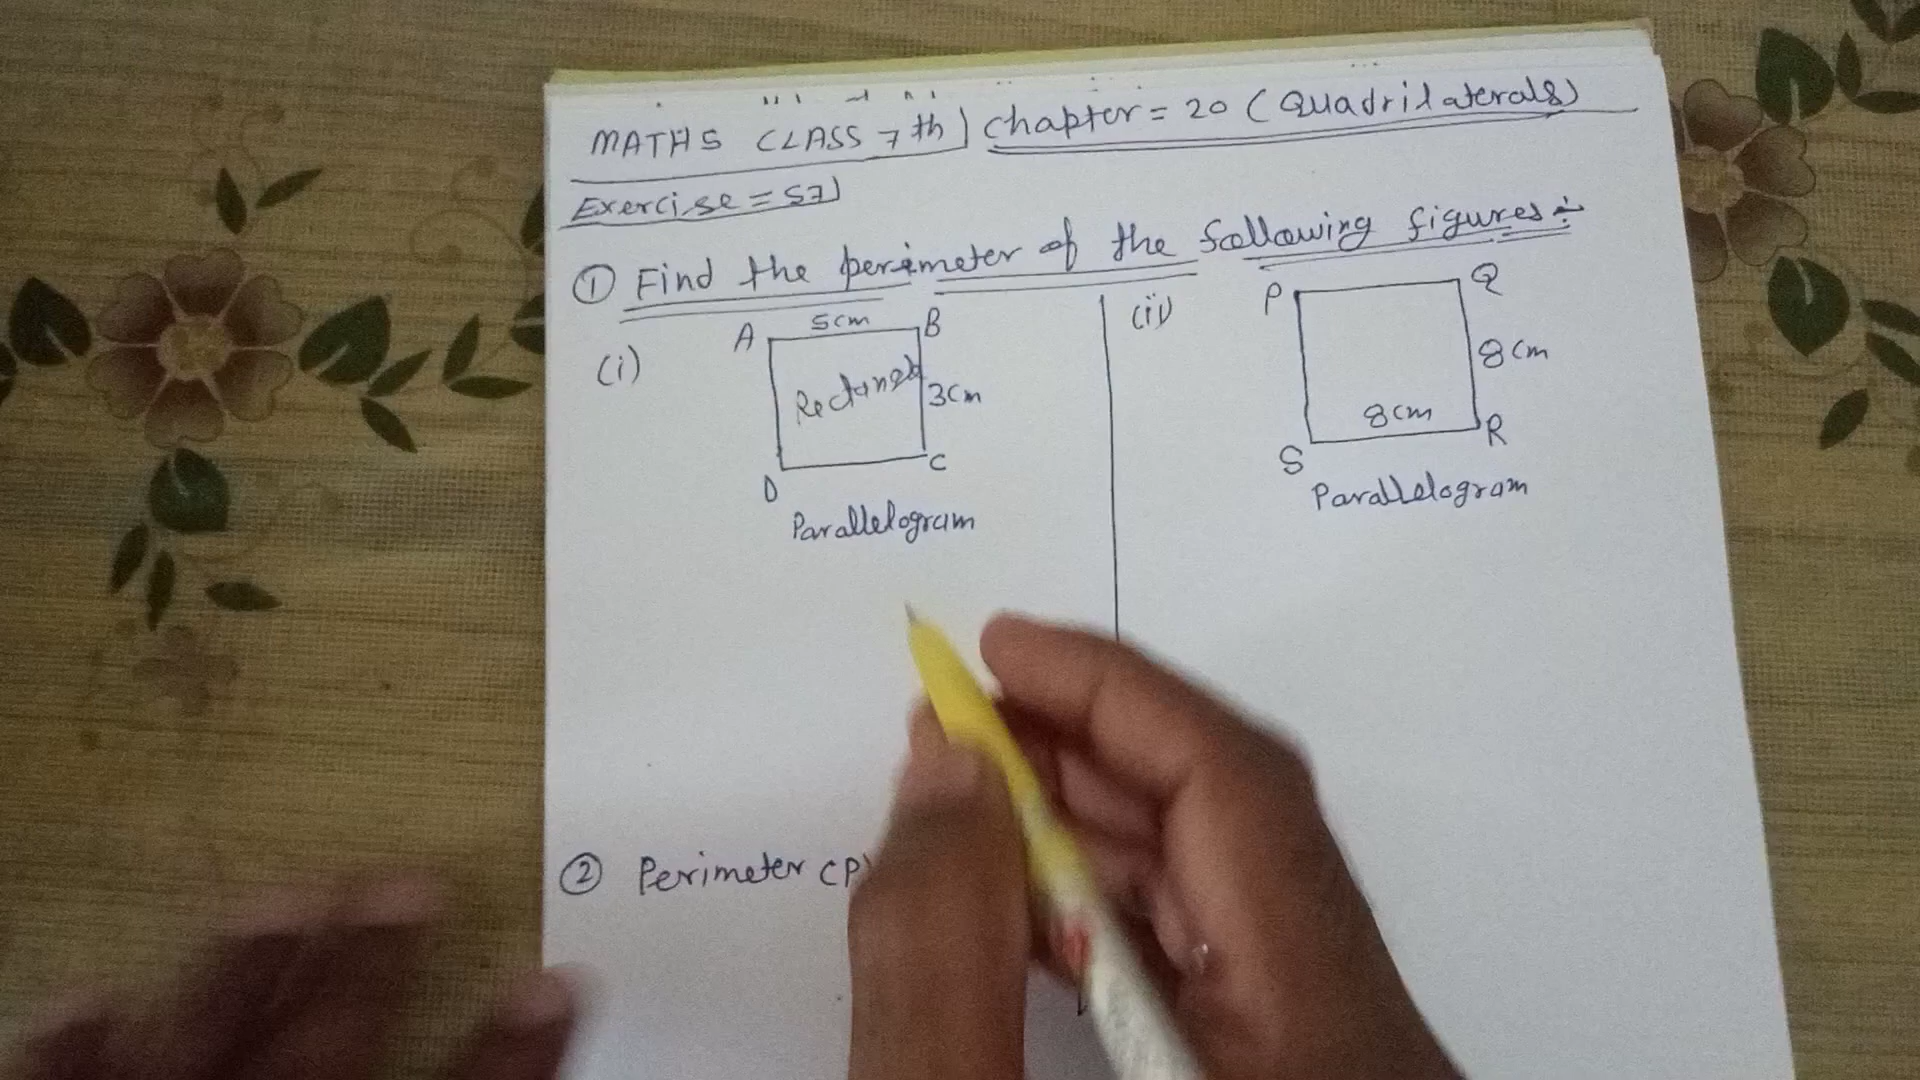 MATHS CLASS 7th chapter = 20 (Quadrilaterals)
Exercise = 57
① Find the perimeter of the following figures÷
(i)
A 5cm B
Rectangl
3cm
D C
Parallelogram
(ii)
P Q
8cm
8cm
S R
Parallelogram
② Perimeter (P)